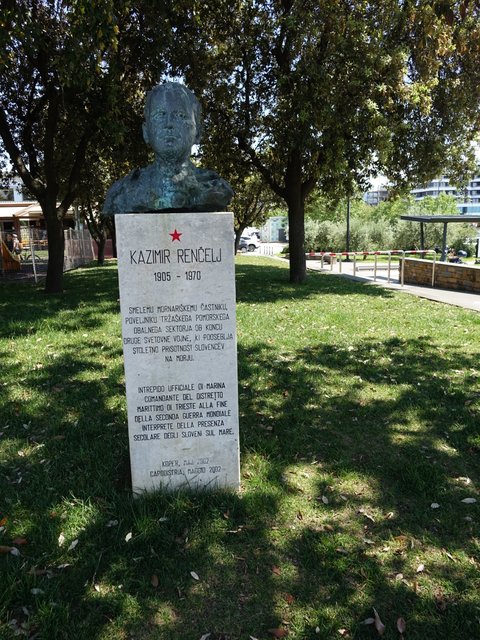 KAZIMIR RENČELJ
1905 - 1970
SMELEMU MORNARIŠKEMU ČASTNIKU,
POVELJNIKU TRŽAŠKEGA POMORSKEGA
OBALNEGA SEKTORJA OB KONCU
DRUGE SVETOVNE VOJNE, KI POOSEBLJA
STOLETNO PRISOTNOST SLOVENCEV
NA MORJU.
INTREPIDO UFFICIALE DI MARINA
COMANDANTE DEL DISTRETTO
MARITTIMO DI TRIESTE ALLA FINE
DELLA SECONDA GUERRA MONDIALE
INTERPRETE DELLA PRESENZA
SECOLARE DEGLI SLOVENI SUL MARE.
KOPER, MAJ 2002
CAPODISTRIA, MAGGIO 2002